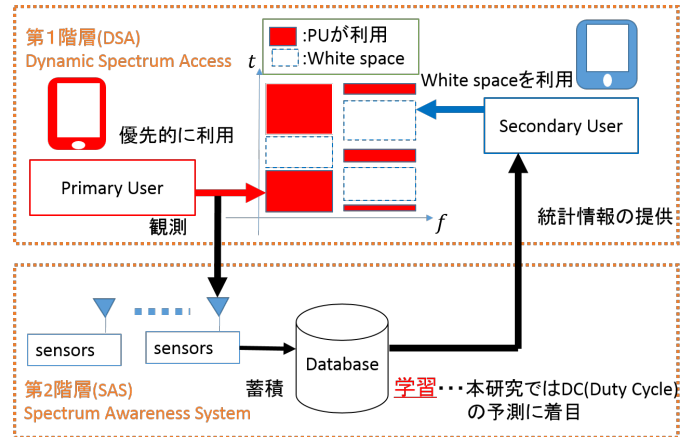 第1階層(DSA)
Dynamic Spectrum Access
:PUが利用
:White space
t
White spaceを利用
優先的に利用
Secondary User
Primary User
観測
f
統計情報の提供
sensors
sensors
Database
蓄積
学習・・・本研究ではDC(Duty Cycle)
の予測に着目
第2階層(SAS)
Spectrum Awareness System